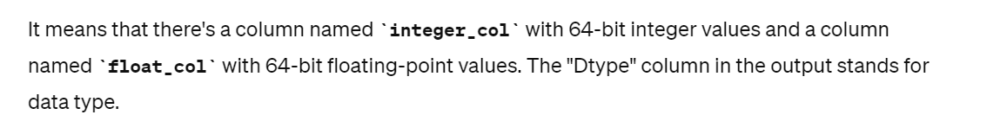 It means that there's a column named `integer_col` with 64-bit integer values and a column
named `float_col` with 64-bit floating-point values. The "Dtype" column in the output stands for
data type.